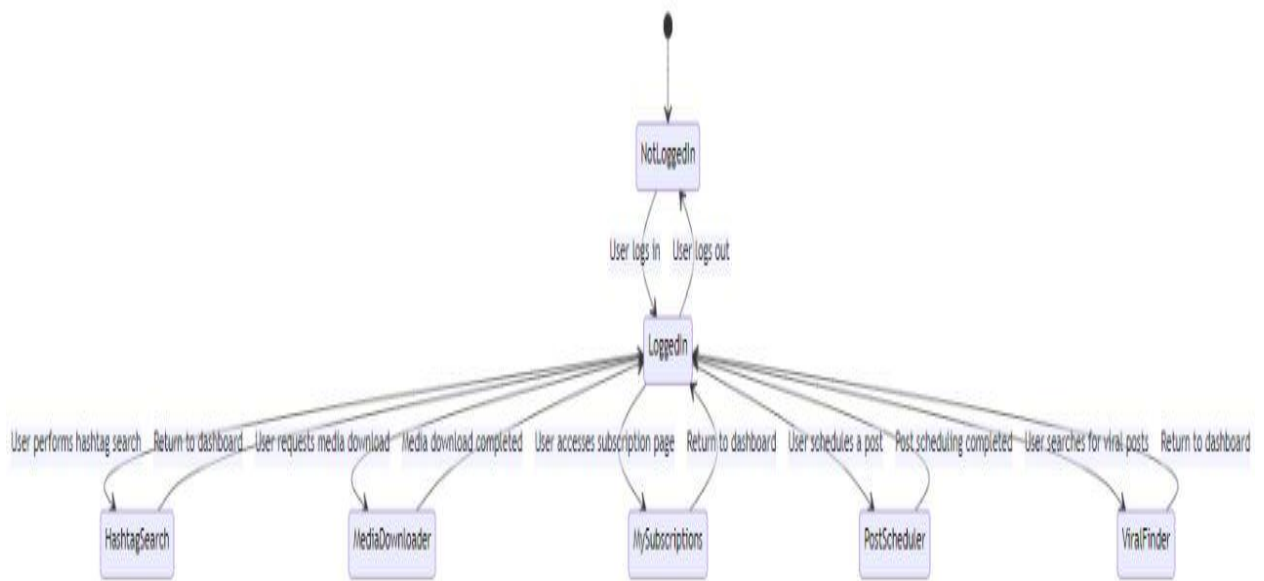 NotLoggedIn
User logs in
User logs out
LoggedIn
User performs hashtag search
Return to dashboard
User requests media download
Media download completed
User accesses subscription page
Return to dashboard
User schedules a post
Post scheduling completed
User searches for viral posts
Return to dashboard
HashtagSearch
MediaDownloader
MySubscriptions
PostScheduler
ViralFinder